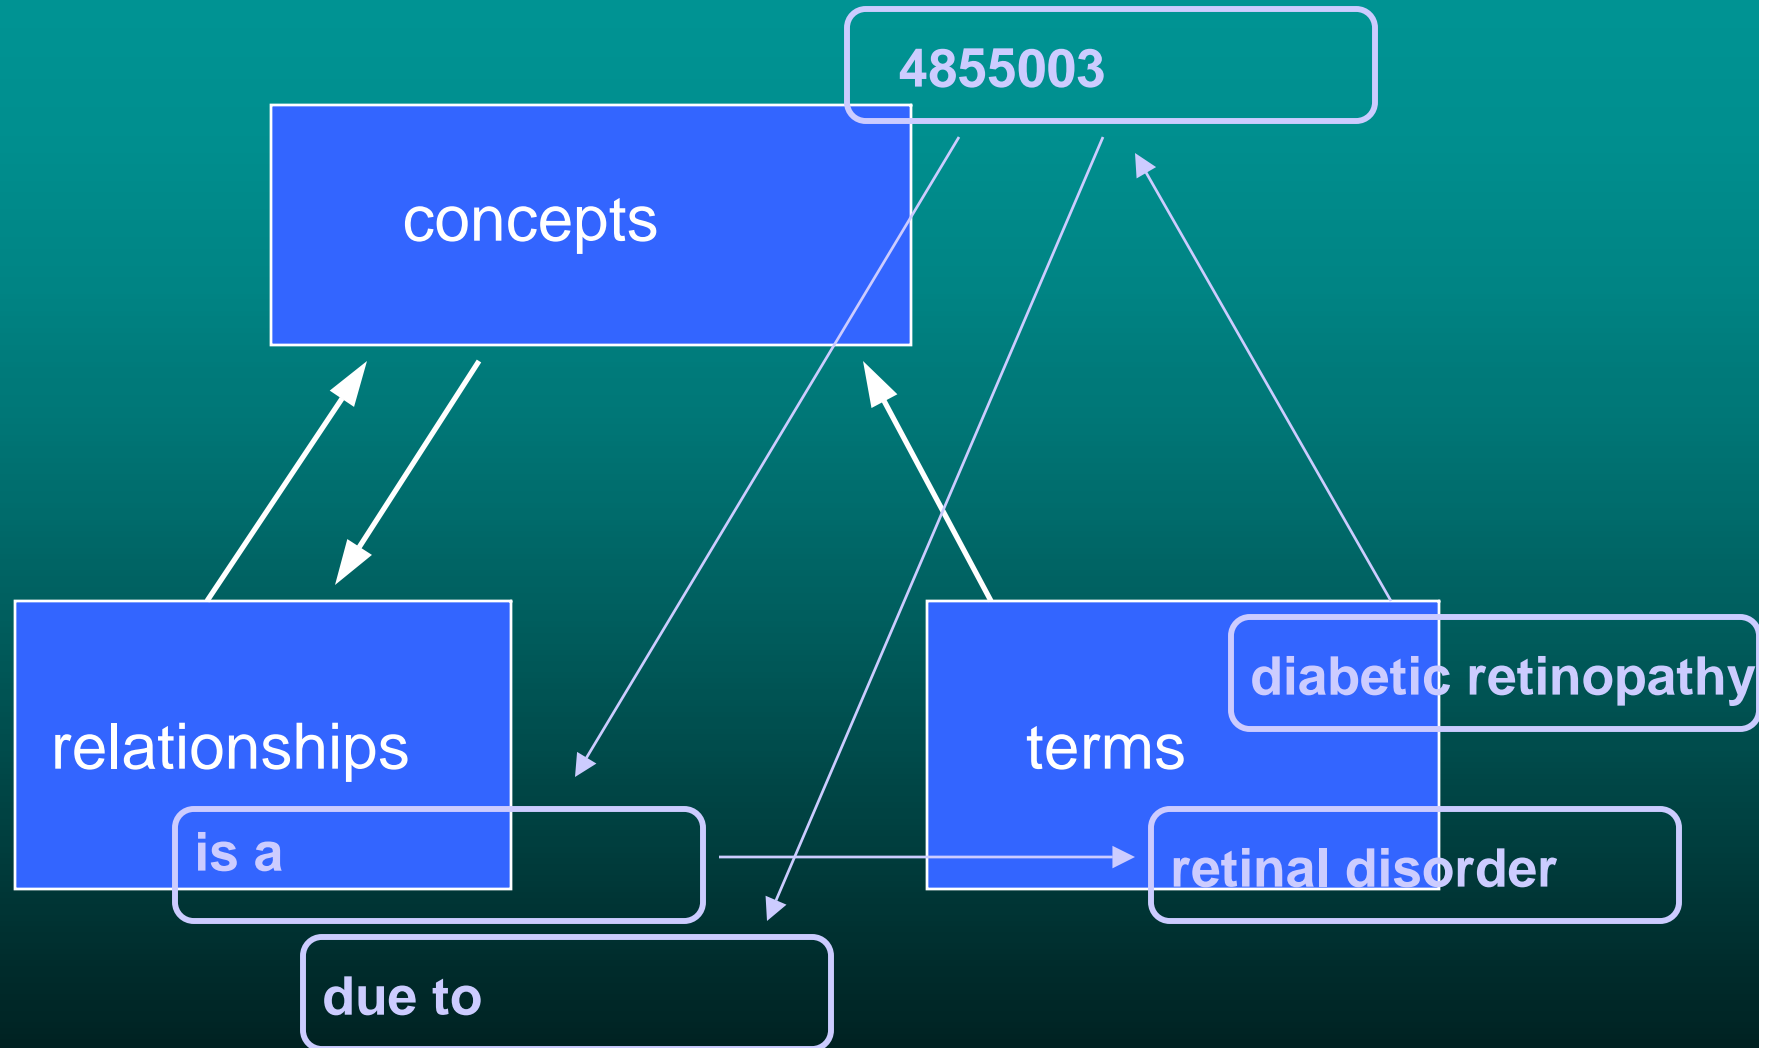 4855003
concepts
diabetic retinopathy
relationships
terms
is a
retinal disorder
due to